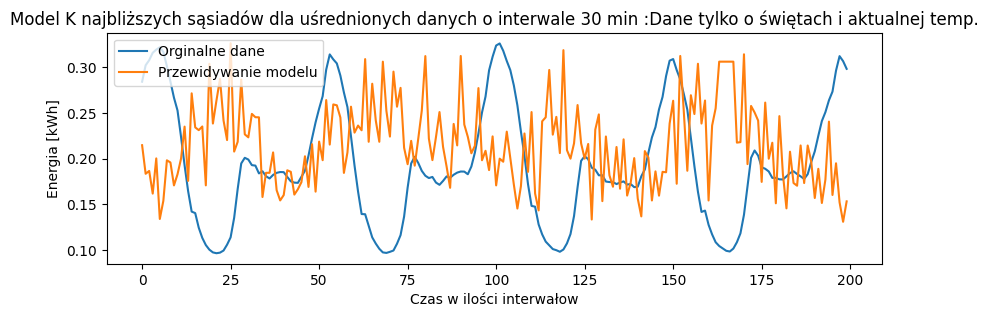 Model K najbliższych sąsiadów dla uśrednionych danych o interwale 30 min :Dane tylko o świętach i aktualnej temp.
Orginalne dane
Przewidywanie modelu
Energia [kWh]
0.30
0.25
0.20
0.15
0.10
0 25 50 75 100 125 150 175 200
Czas w ilości interwałow